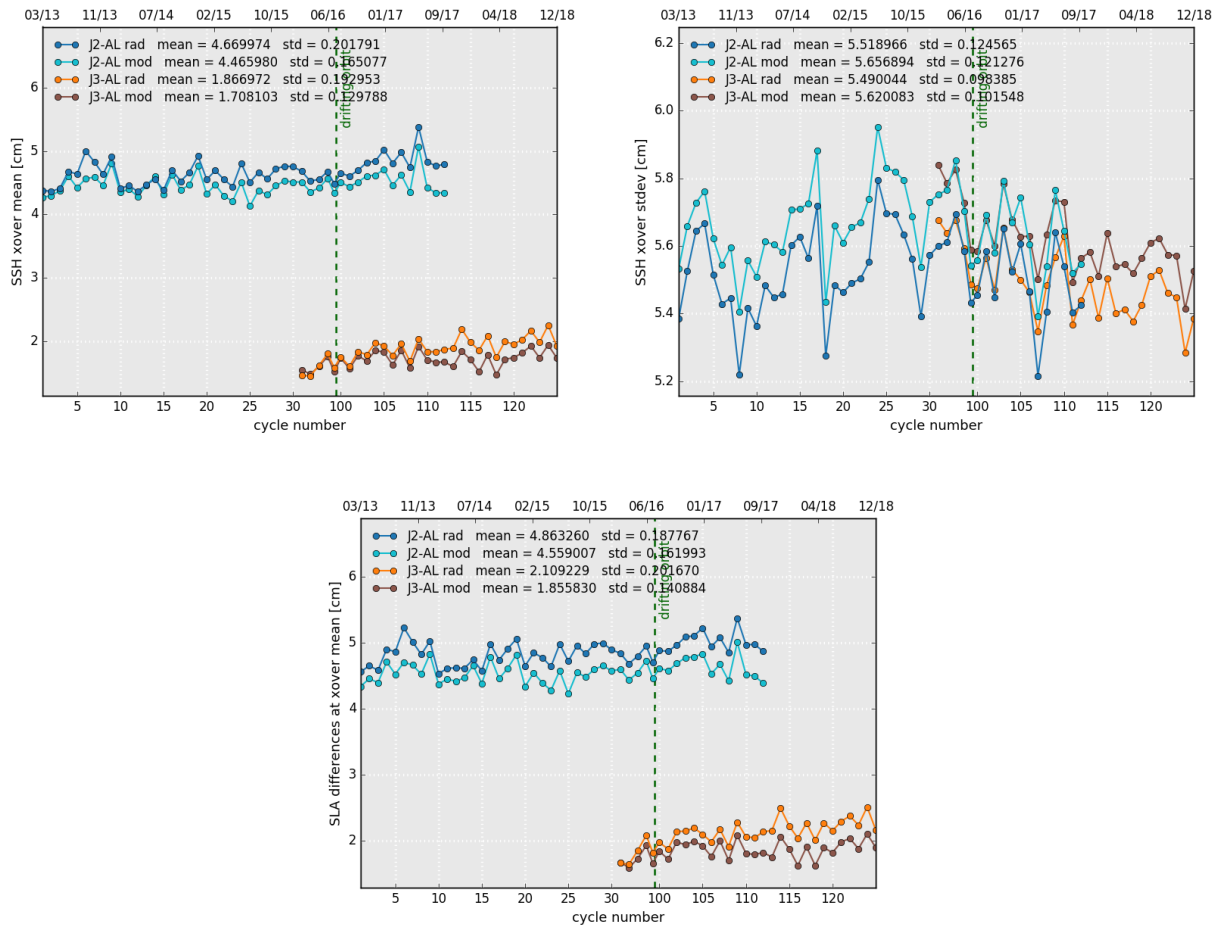 03/13 11/13 07/14 02/15 10/15 06/16 01/17 09/17 04/18 12/18
J2-AL rad mean = 4.669974 std = 0.201791
J2-AL mod mean = 4.465980 std = 0.165077
J3-AL rad mean = 1.866972 std = 0.192953
J3-AL mod mean = 1.708103 std = 0.129788
drifting orbit
6
5
4
3
2
SSH xover mean [cm]
5 10 15 20 25 30 100 105 110 115 120
cycle number
03/13 11/13 07/14 02/15 10/15 06/16 01/17 09/17 04/18 12/18
J2-AL rad mean = 5.518966 std = 0.124565
J2-AL mod mean = 5.656894 std = 0.121276
J3-AL rad mean = 5.490044 std = 0.098385
J3-AL mod mean = 5.620083 std = 0.101548
drifting orbit
6.2
6.0
5.8
5.6
5.4
5.2
SSH xover stdev [cm]
5 10 15 20 25 30 100 105 110 115 120
cycle number
03/13 11/13 07/14 02/15 10/15 06/16 01/17 09/17 04/18 12/18
J2-AL rad mean = 4.863260 std = 0.187767
J2-AL mod mean = 4.559007 std = 0.161993
J3-AL rad mean = 2.109229 std = 0.201670
J3-AL mod mean = 1.855830 std = 0.140884
drifting orbit
6
5
4
3
2
SLA differences at xover mean [cm]
5 10 15 20 25 30 100 105 110 115 120
cycle number